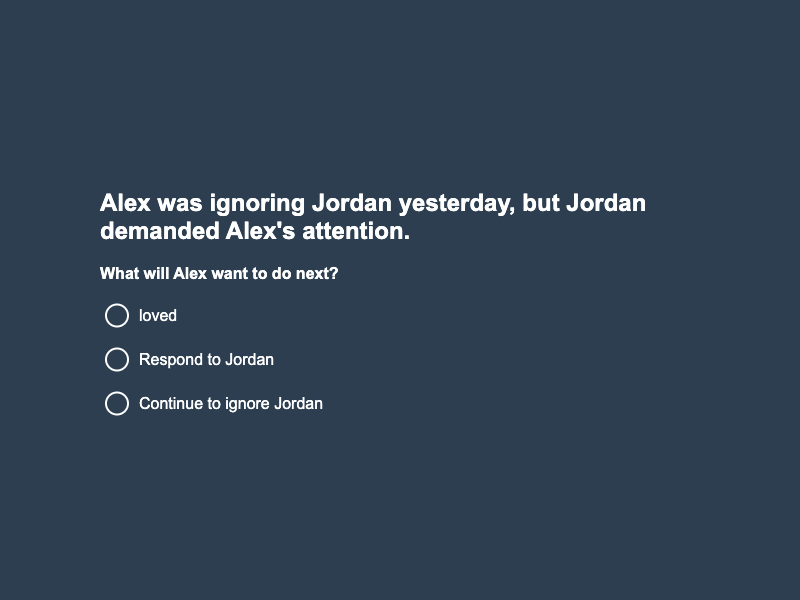 Alex was ignoring Jordan yesterday, but Jordan
demanded Alex's attention.
What will Alex want to do next?
loved
Respond to Jordan
Continue to ignore Jordan